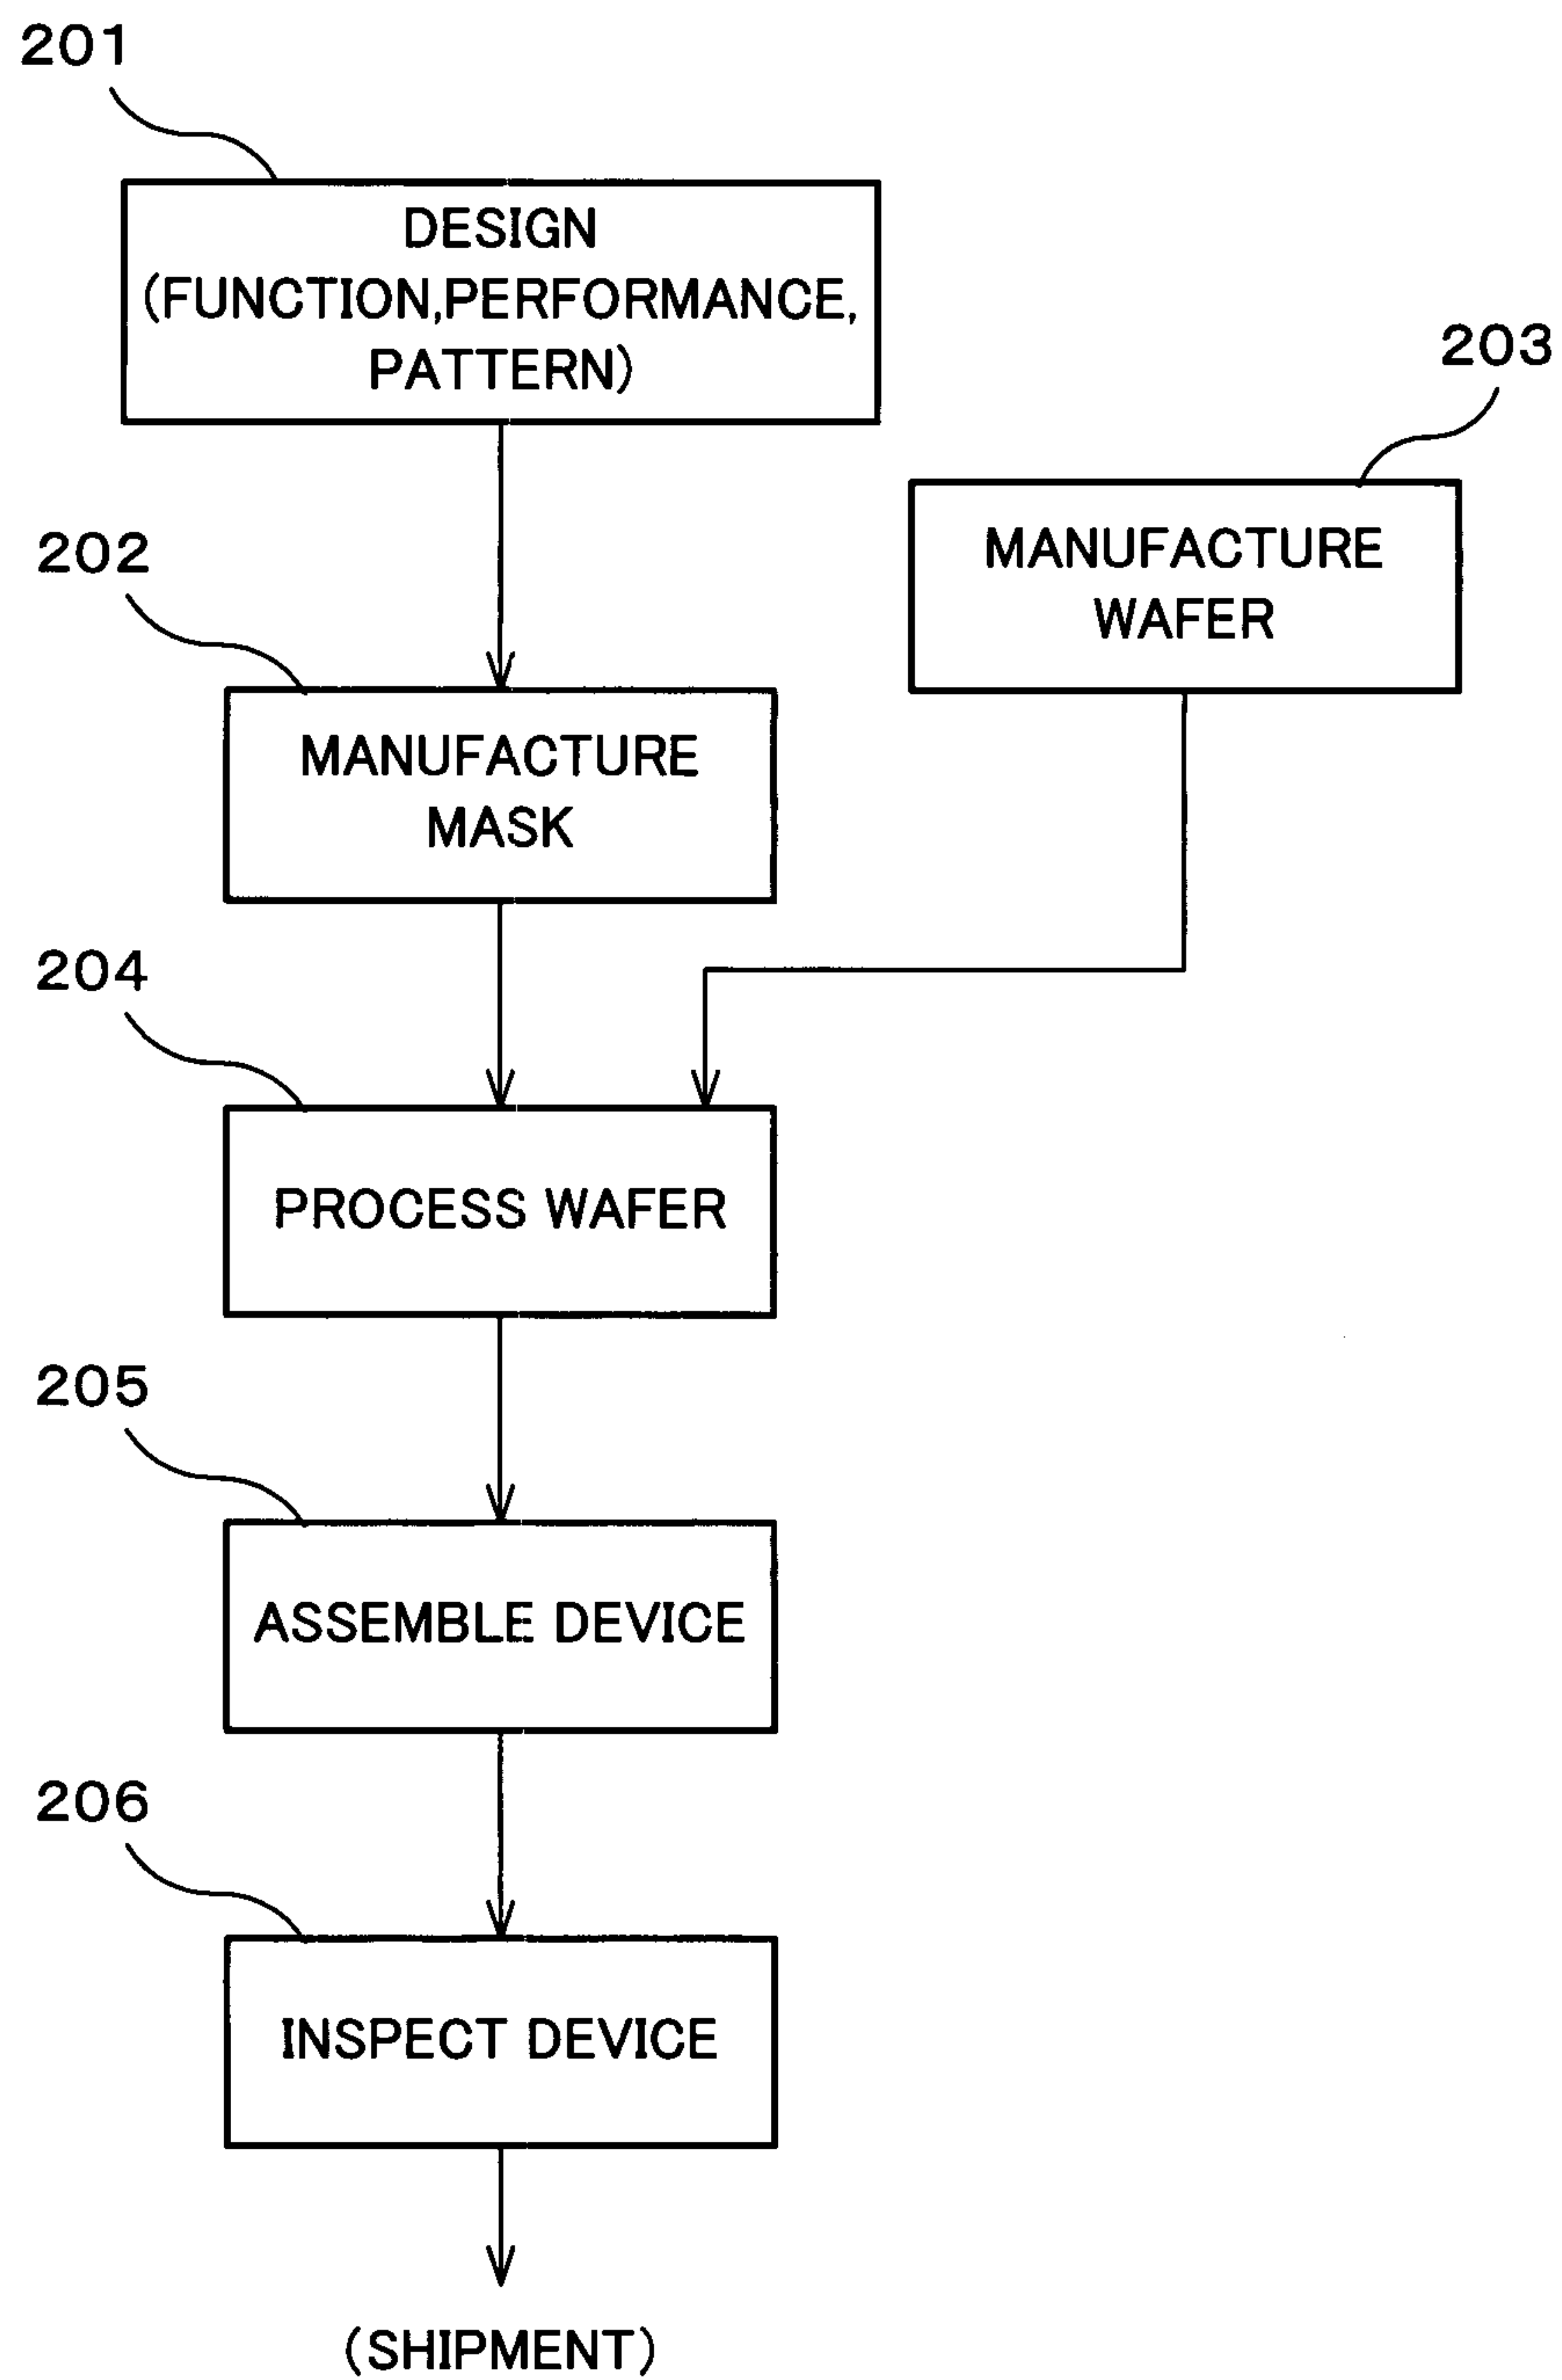 201
DESIGN
(FUNCTION,PERFORMANCE,
PATTERN)
203
MANUFACTURE
WAFER
202
MANUFACTURE
MASK
204
PROCESS WAFER
205
ASSEMBLE DEVICE
206
INSPECT DEVICE
(SHIPMENT)